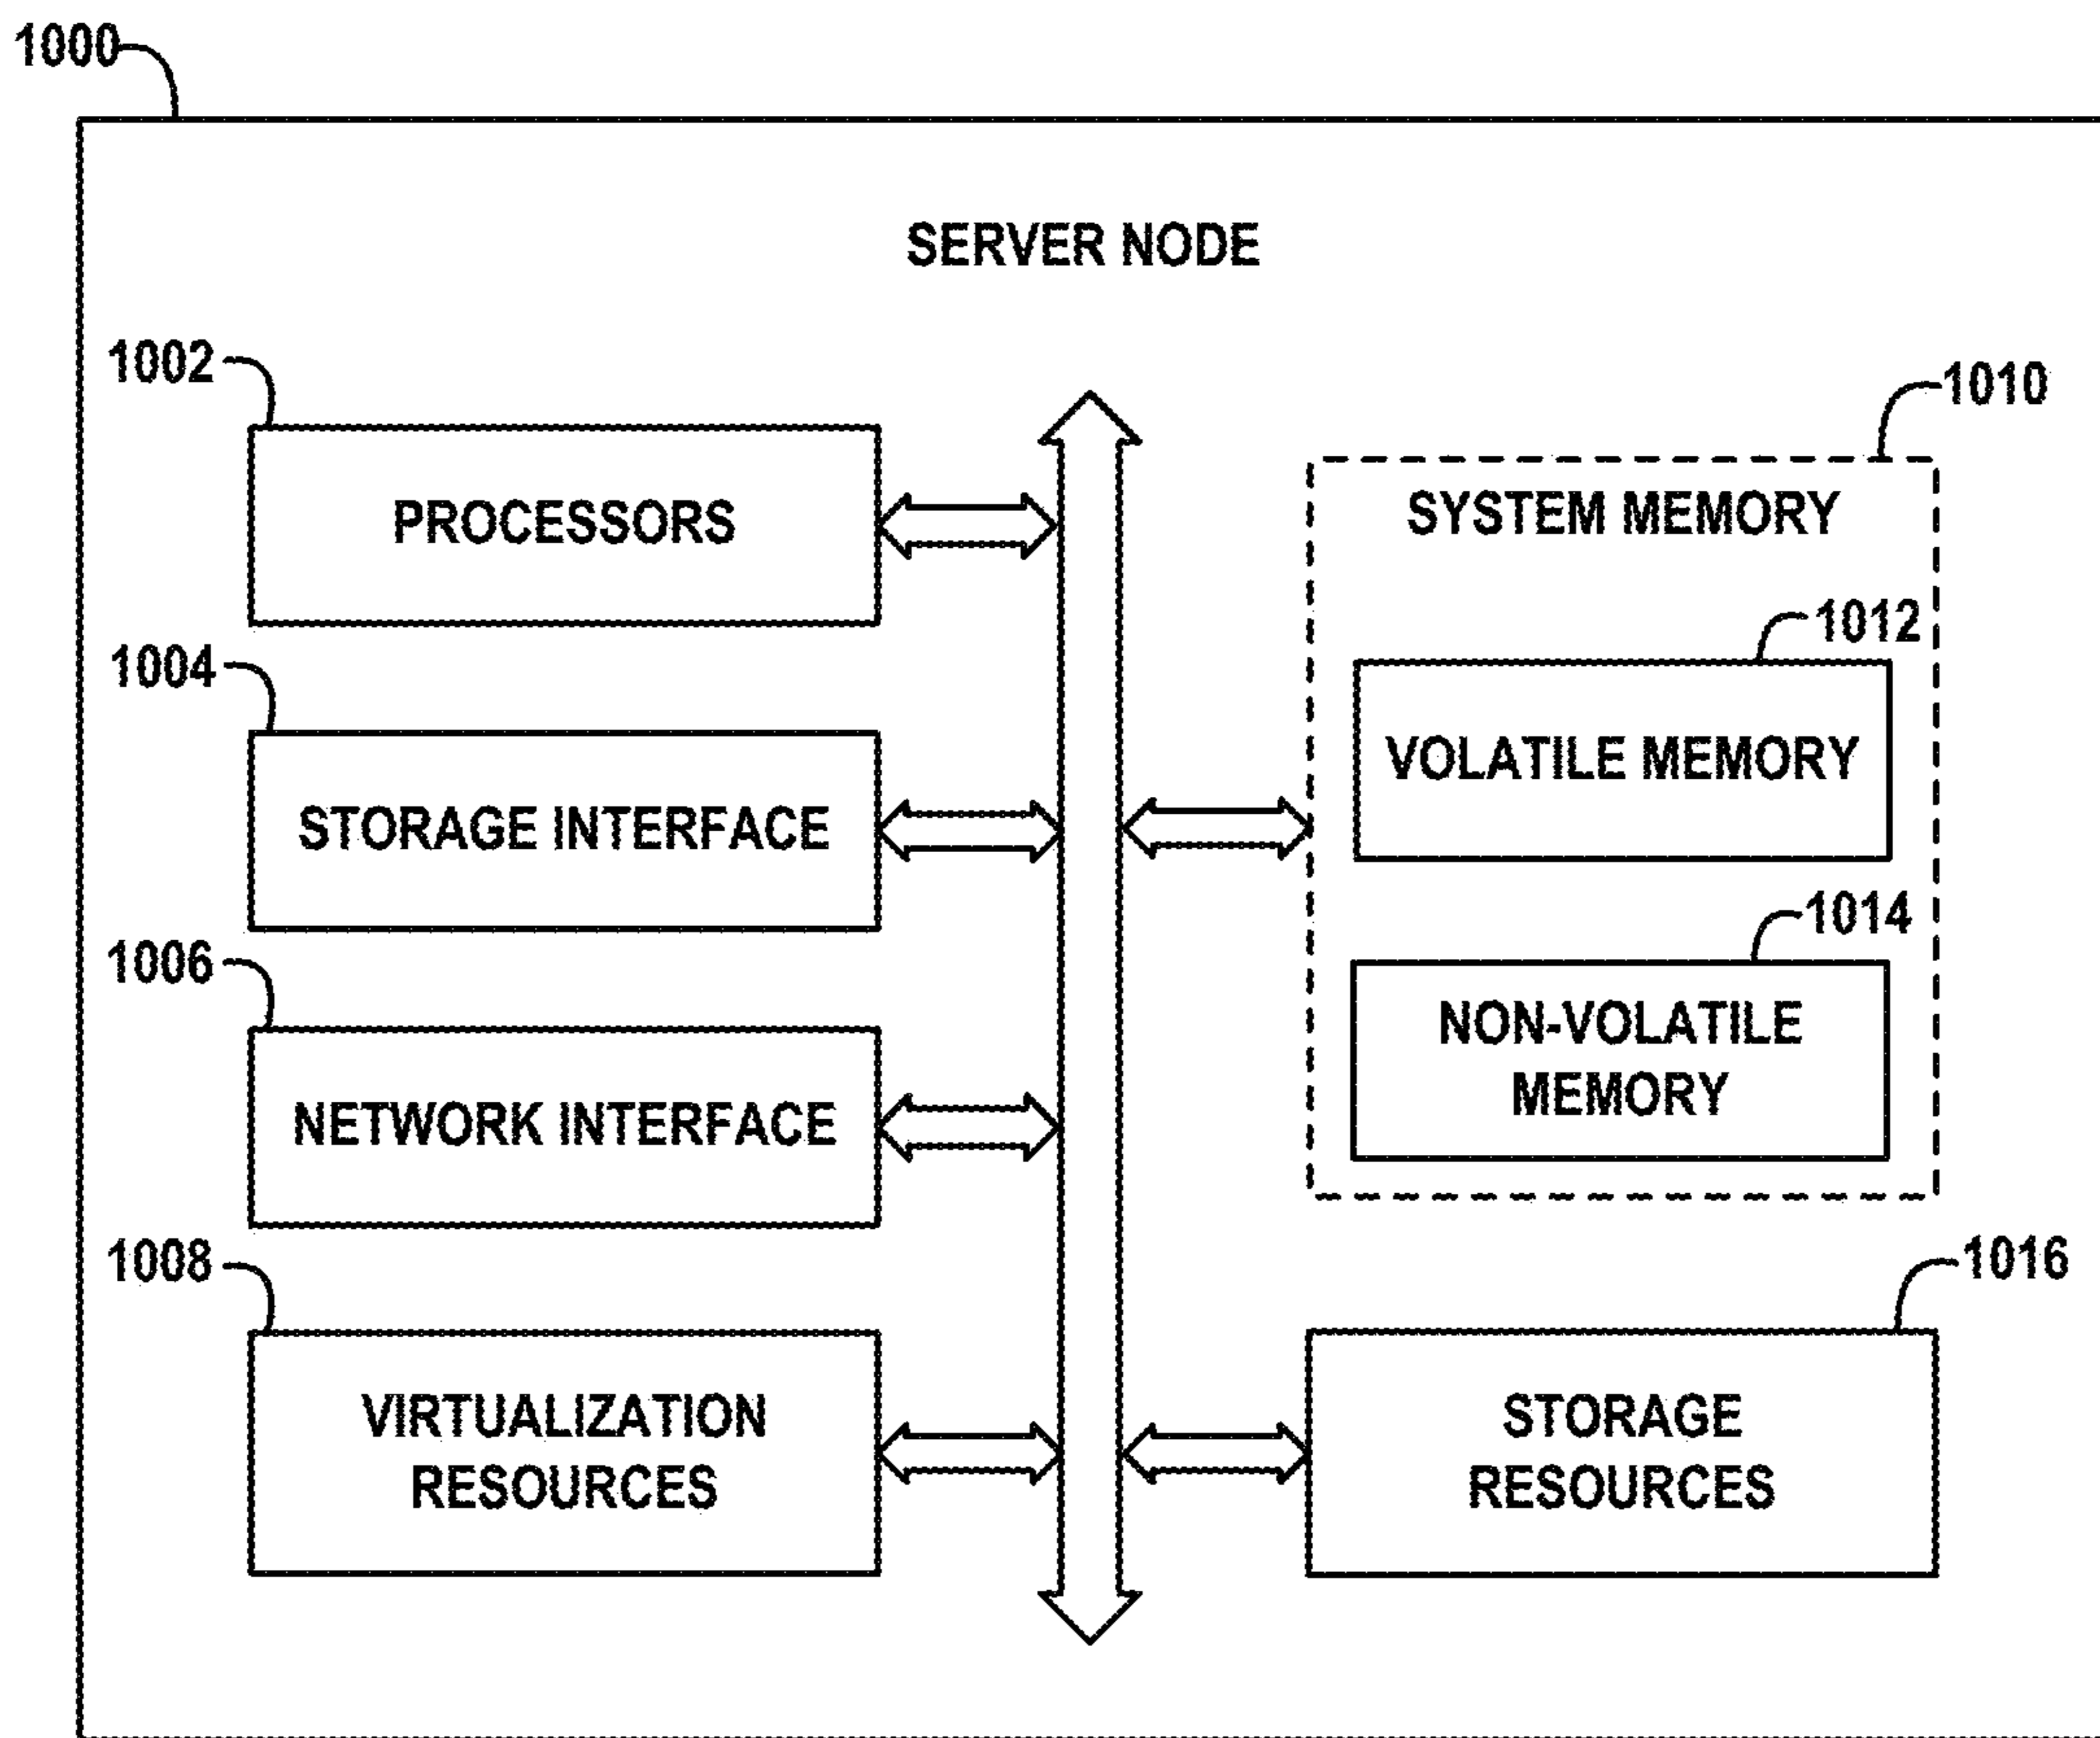 1000
SERVER NODE
1002
PROCESSORS
1004
STORAGE INTERFACE
1006
NETWORK INTERFACE
1008
VIRTUALIZATION
RESOURCES
1010
SYSTEM MEMORY
1012
VOLATILE MEMORY
1014
NON-VOLATILE
MEMORY
1016
STORAGE
RESOURCES